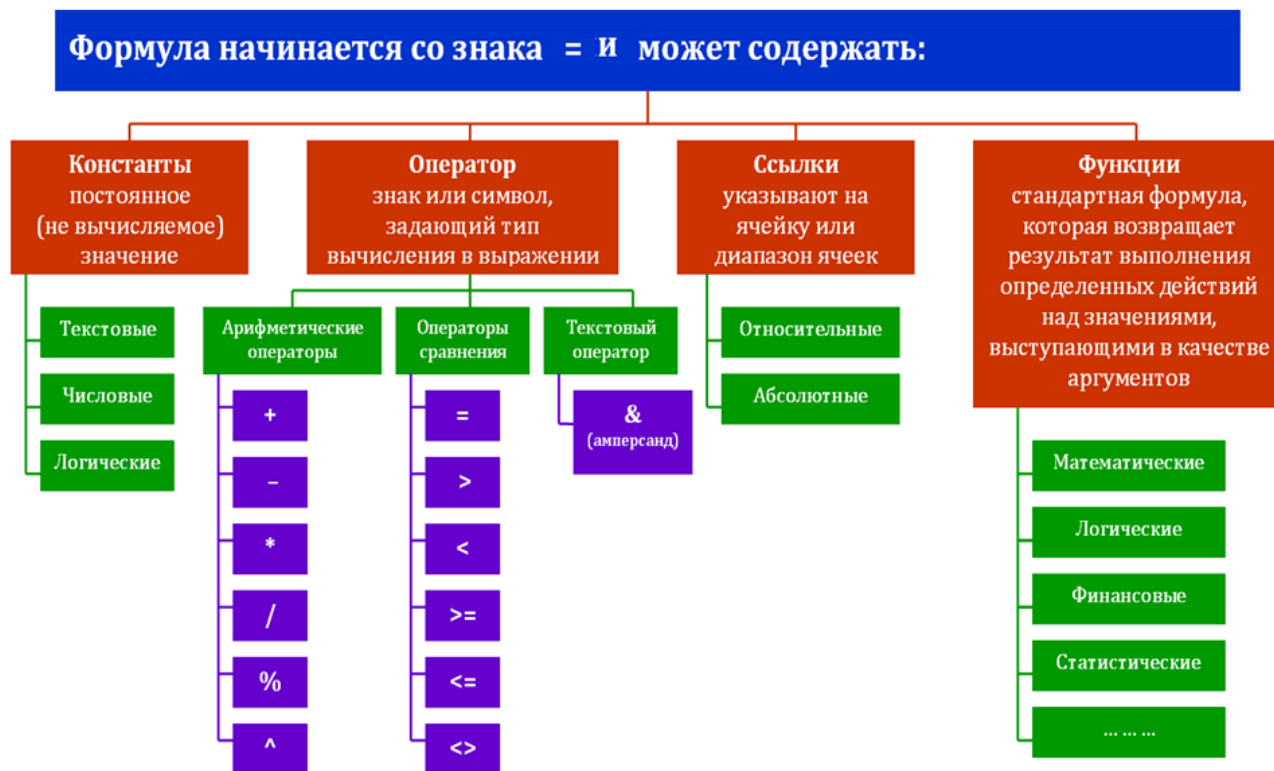 Формула начинается со знака = и может содержать:
Константы
постоянное
(не вычисляемое)
значение
Текстовые
Числовые
Логические
Оператор
знак или символ,
задающий тип
вычисления в выражении
Арифметические
операторы
+
−
*
/
%
^
Операторы
сравнения
=
>
<
>=
<=
<>
Текстовый
оператор
&
(амперсанд)
Ссылки
указывают на
ячейку или
диапазон ячеек
Относительные
Абсолютные
Функции
стандартная формула,
которая возвращает
результат выполнения
определенных действий
над значениями,
выступающими в качестве
аргументов
Математические
Логические
Финансовые
Статистические
... ... ...